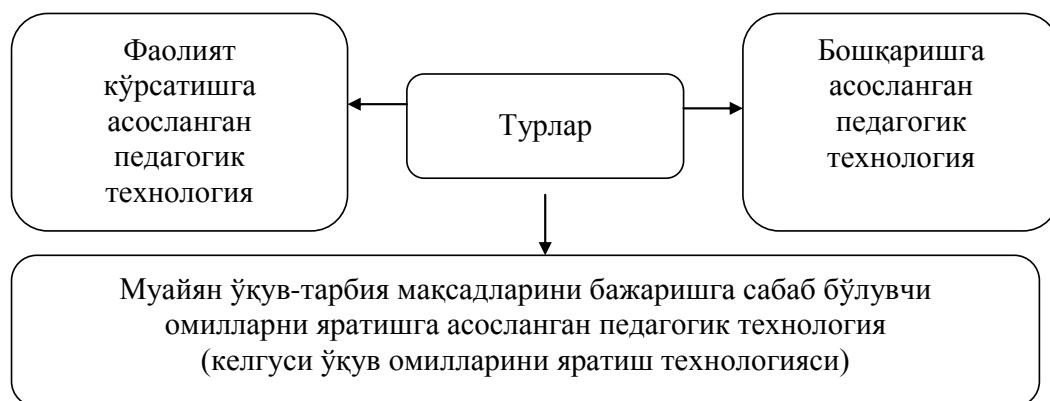 Фаолият
кўрсатишга
асосланган
педагогик
технология
Турлар
Бошқаришга
асосланган
педагогик
технология
Муайян ўқув-тарбия мақсадларини бажаришга сабаб бўлувчи
омилларни яратишга асосланган педагогик технология
(келгуси ўқув омилларини яратиш технологияси)